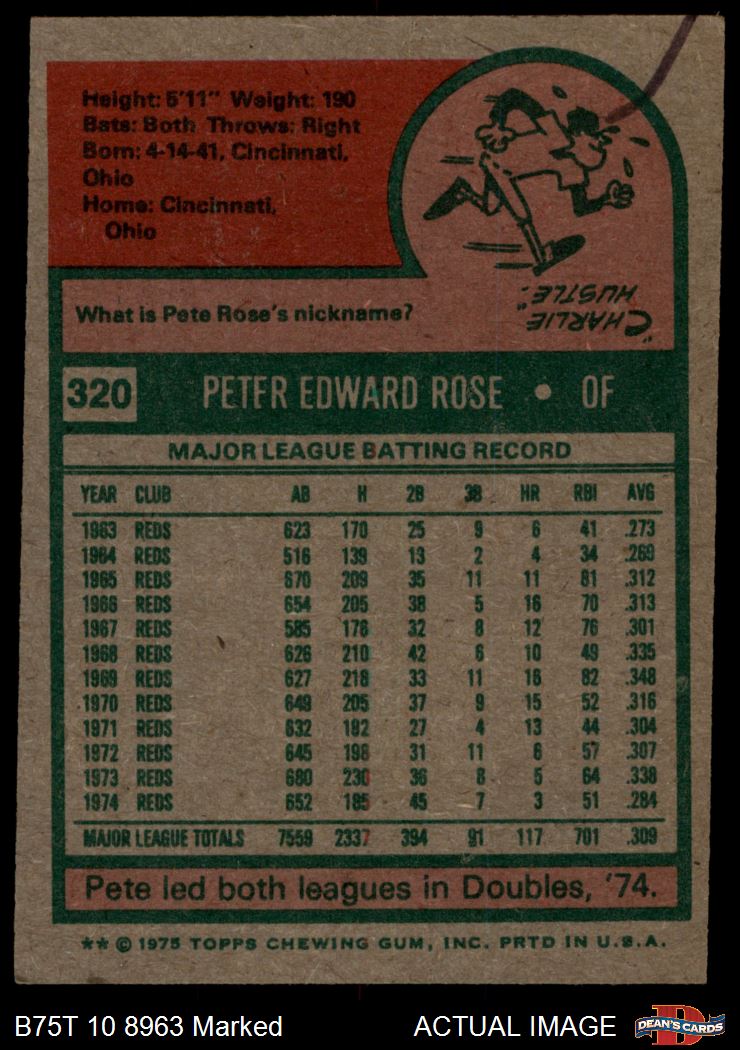 Height: 5'11" Weight: 190
Bats: Both Throws: Right
Born: 4-14-41, Cincinnati,
Ohio
Home: Cincinnati,
Ohio
What is Pete Rose's nickname?
"CHARLIE
HUSTLE".
320 PETER EDWARD ROSE • OF
MAJOR LEAGUE BATTING RECORD
YEAR CLUB AB H 2B 3B HR RBI AVG
1963 REDS 623 170 25 9 6 41 .273
1964 REDS 516 139 13 2 4 34 .269
1965 REDS 670 209 35 11 11 81 .312
1966 REDS 654 205 38 5 16 70 .313
1967 REDS 585 176 32 8 12 76 .301
1968 REDS 626 210 42 6 10 49 .335
1969 REDS 627 218 33 11 16 82 .348
1970 REDS 649 205 37 9 15 52 .316
1971 REDS 632 192 27 4 13 44 .304
1972 REDS 645 198 31 11 6 57 .307
1973 REDS 680 230 36 8 5 64 .338
1974 REDS 652 185 45 7 3 51 .284
MAJOR LEAGUE TOTALS 7559 2337 394 91 117 701 .309
Pete led both leagues in Doubles, '74.
** © 1975 TOPPS CHEWING GUM, INC. PRTD IN U.S.A.
B75T 10 8963 Marked ACTUAL IMAGE DEAN'S CARDS